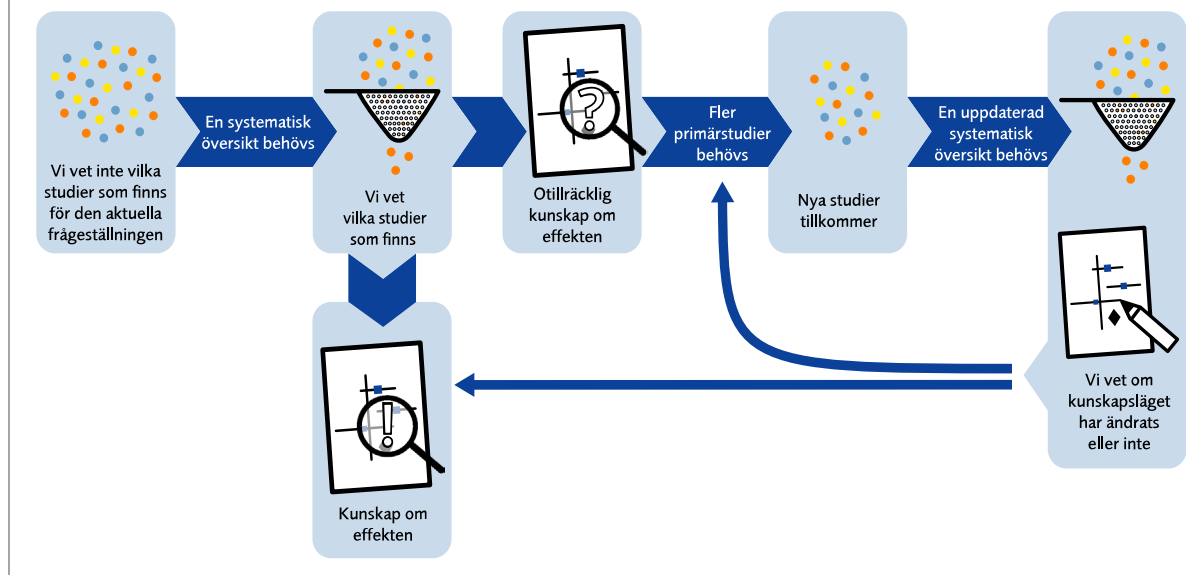 Vi vet inte vilka
studier som finns
för den aktuella
frågeställningen
En systematisk
översikt behövs
Vi vet
vilka studier
som finns
?
Otillräcklig
kunskap om
effekten
Fler
primärstudier
behövs
Nya studier
tillkommer
En uppdaterad
systematisk
översikt behövs
Vi vet om
kunskapsläget
har ändrats
eller inte
!
Kunskap om
effekten